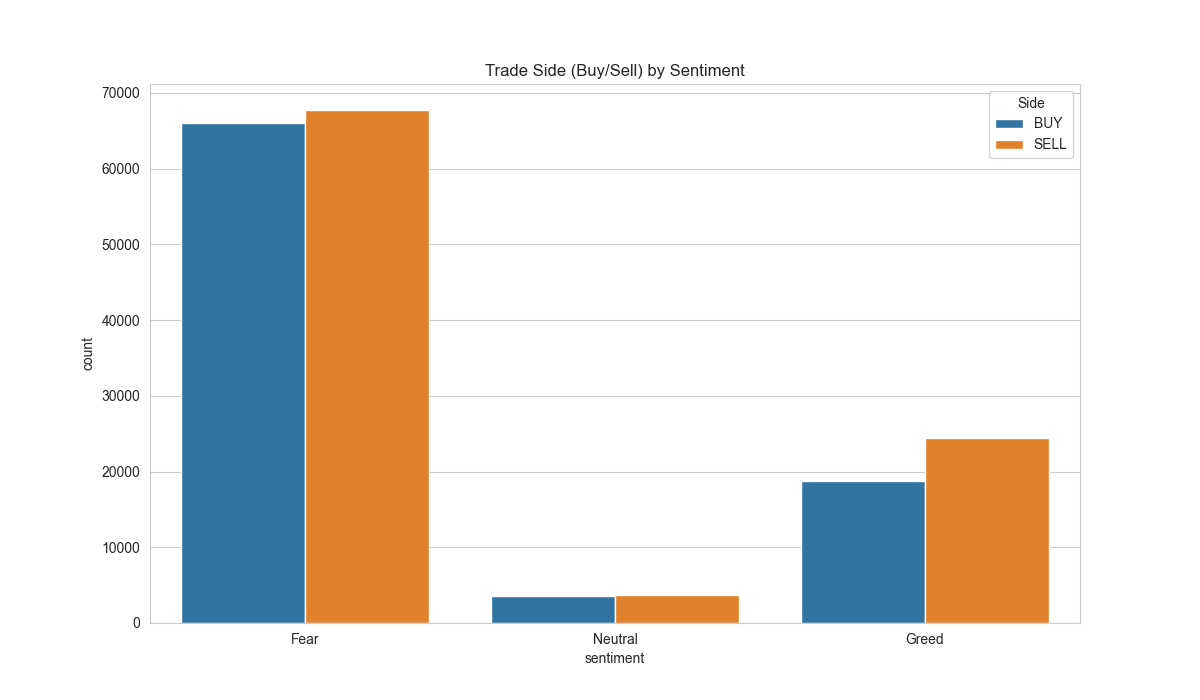 Trade Side (Buy/Sell) by Sentiment
Side
BUY
SELL
70000
60000
50000
40000
30000
20000
10000
0
count
Fear
Neutral
Greed
sentiment